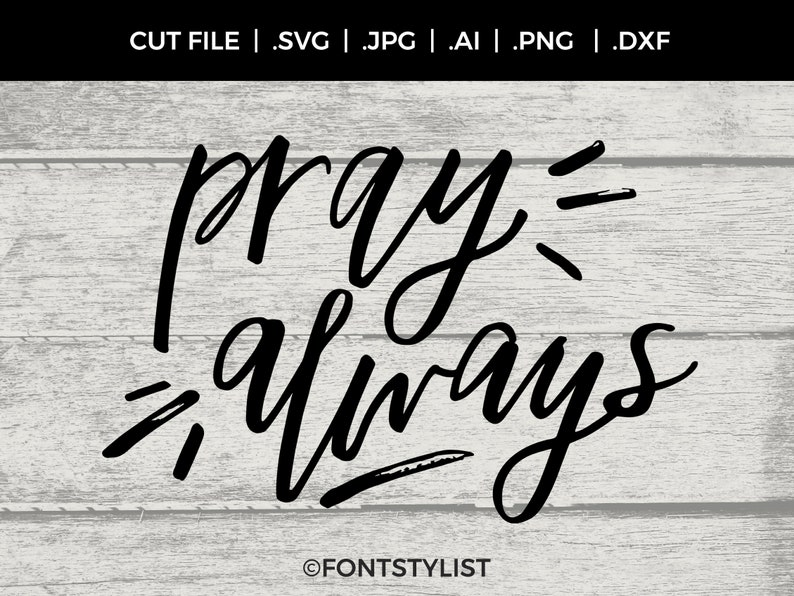 CUT FILE | .SVG | .JPG | .AI | .PNG | .DXF
pray
always
©FONTSTYLIST